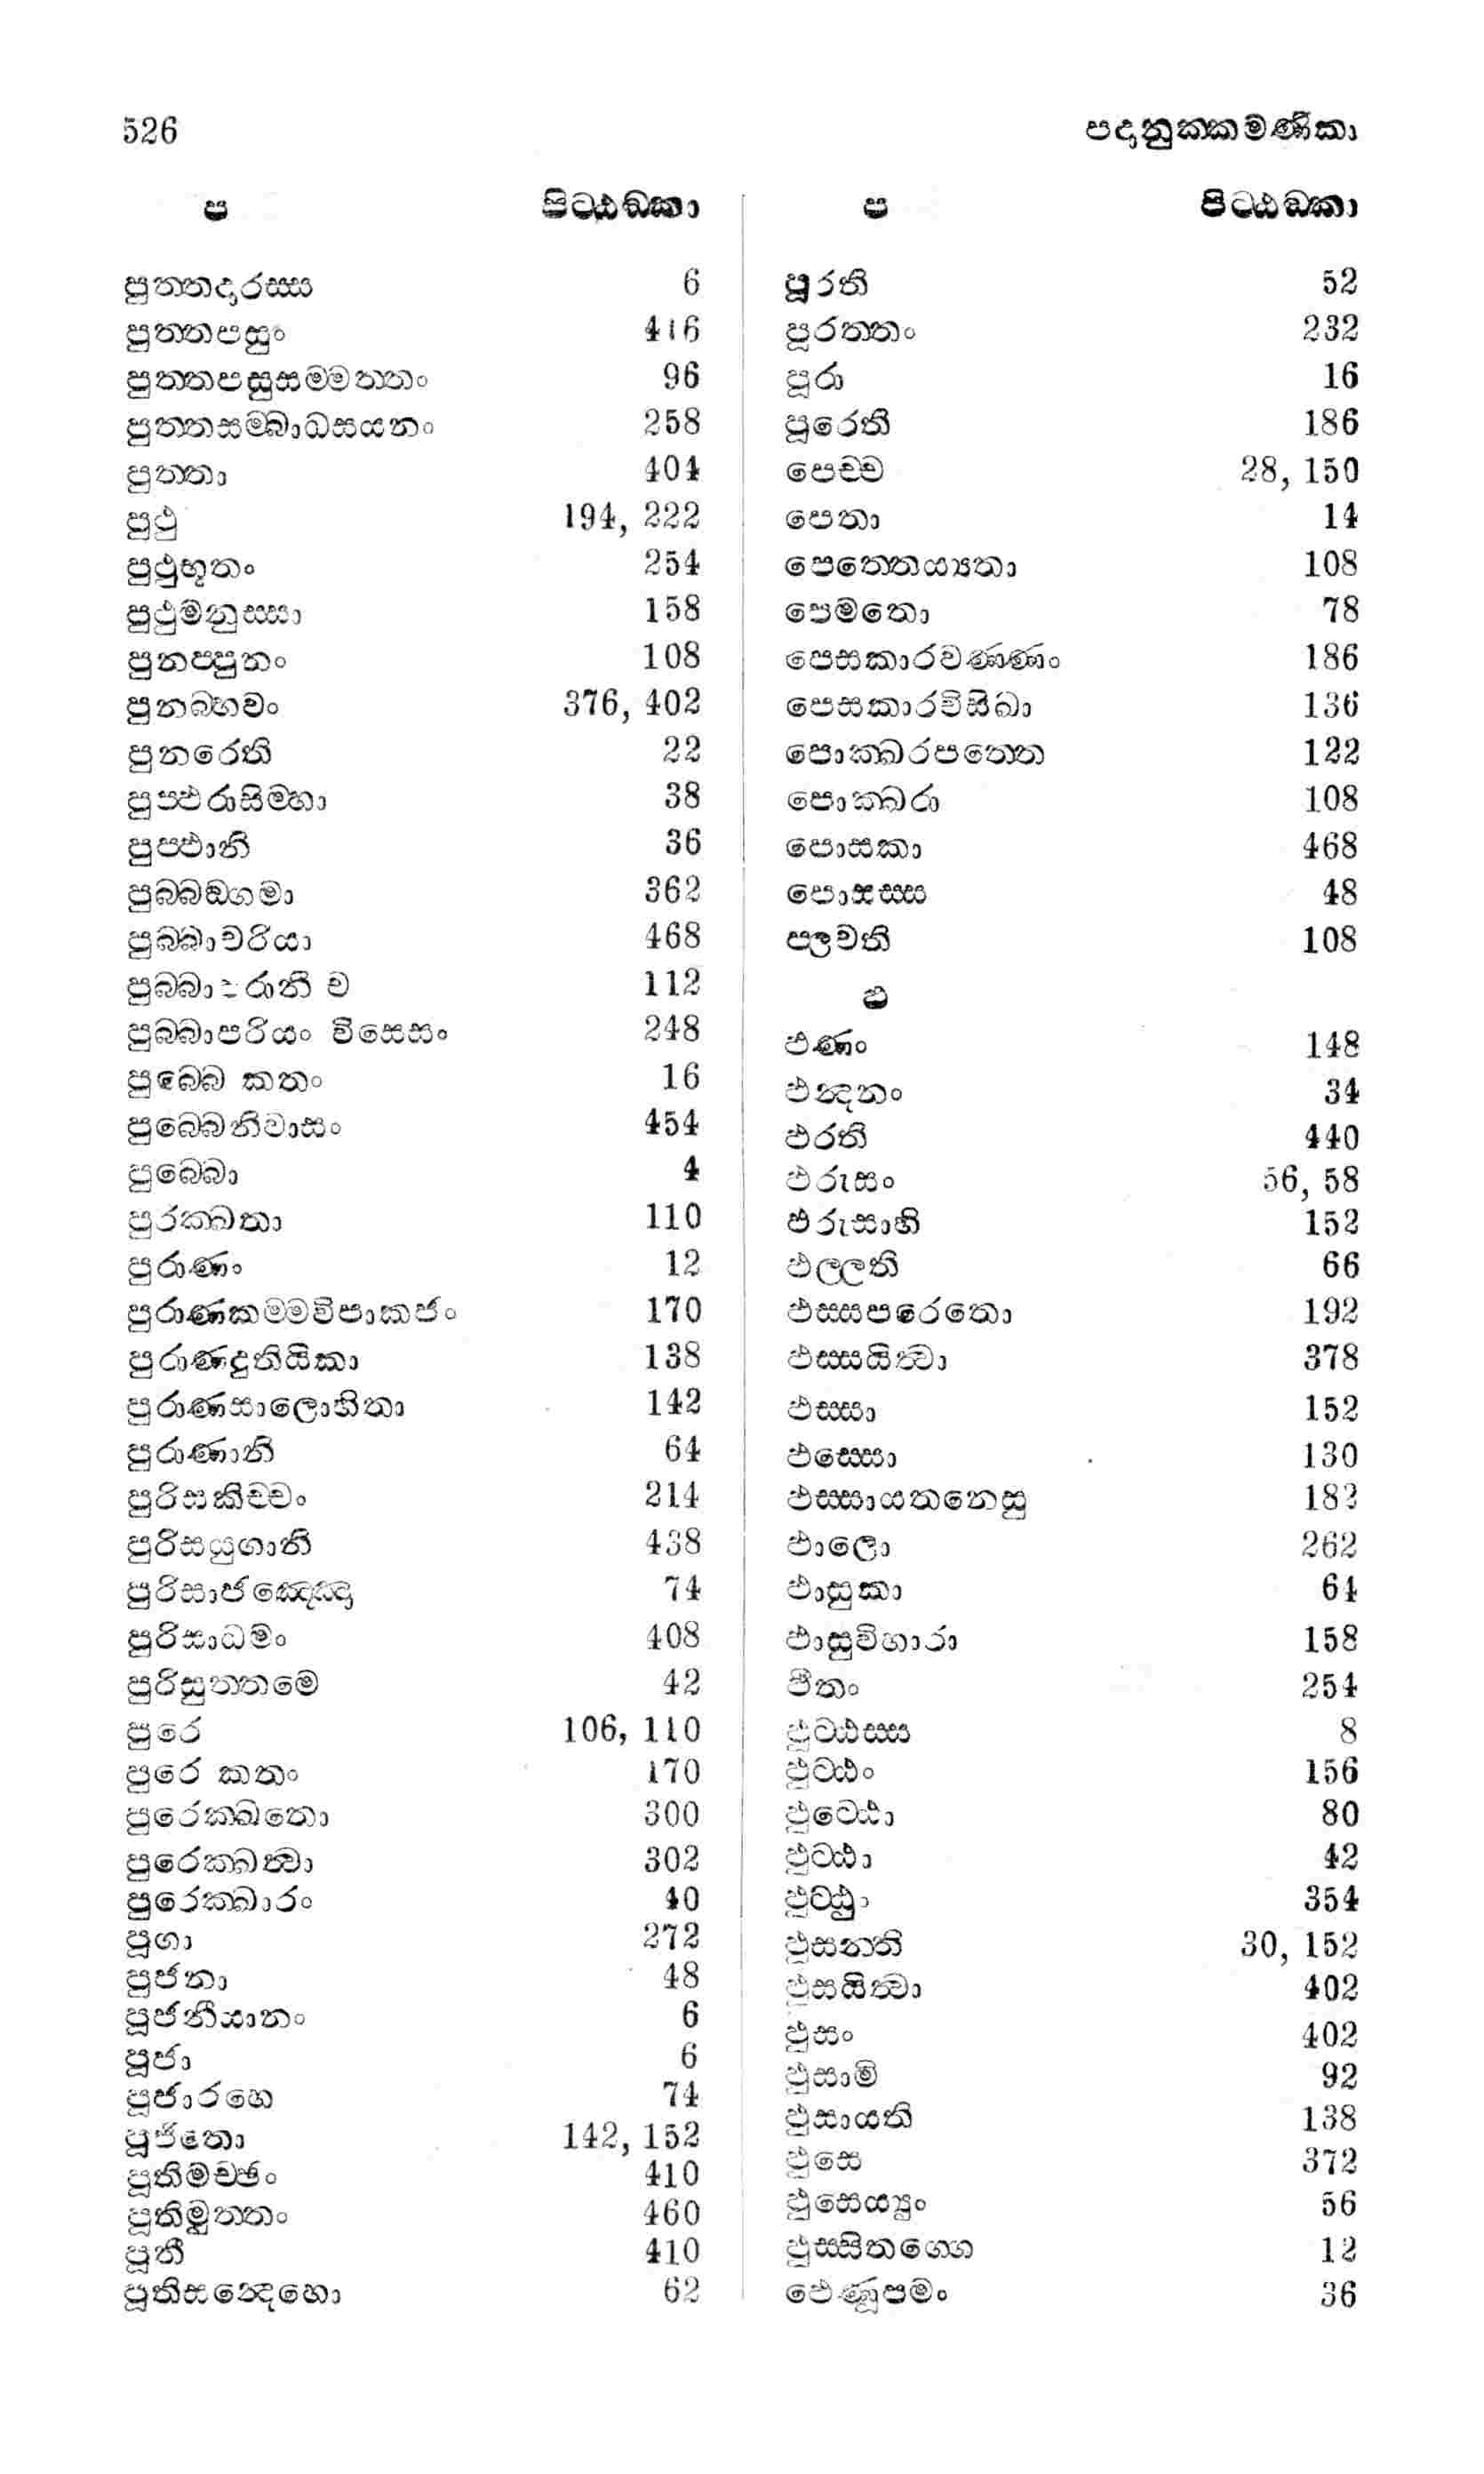 526 පදානුක්කමණිකා
ප පිට්ඨඞ්කා
පුත්තදාරස්ස 6
පුත්තපසුං 416
පුත්තපසුසම්මත්තං 96
පුත්තසම්බාධසයනං 258
පුත්තා 404
පුථු 194, 222
පුථුභූතං 254
පුථුමනුස්සා 158
පුනප්පුනං 108
පුනබ්භවං 376, 402
පුනරෙති 22
පුප්ඵරාසිම්හා 38
පුප්ඵානි 36
පුබ්බඞ්ගමා 362
පුබ්බාචරියා 468
පුබ්බා රානි ච 112
පුබ්බාපරියං විසෙසං 248
පුබ්බෙ කතං 16
පුබ්බෙනිවාසං 454
පුබ්බො 4
පුරක්ඛතා 110
පුරාණං 12
පුරාණකම්මවිපාකජං 170
පුරාණදුතියිකා 138
පුරාණසාලොහිතා 142
පුරාණානි 64
පුරිසකිච්චං 214
පුරිසයුගානි 438
පුරිසාජඤ්ඤො 74
පුරිසාධමං 408
පුරිසුත්තමෙ 42
පුරෙ 106, 110
පුරෙ කතං 170
පුරෙක්ඛතො 300
පුරෙක්ඛත්වා 302
පුරෙක්ඛාරං 40
පූගා 272
පූජනා 48
පූජනීයානං 6
පූජා 6
පූජාරහෙ 74
පූජිතො 142, 152
පූතිමච්ඡං 410
පූතිමුත්තං 460
පූතී 410
පූතිසන්දෙහො 62
ප පිට්ඨඞ්කා
පූරති 52
පූරත්තං 232
පූරා 16
පූරෙති 186
පෙච්ච 28, 150
පෙතා 14
පෙත්තෙය්‍යතා 108
පෙමතො 78
පෙසකාරවණ්ණං 186
පෙසකාරවිසිඛා 136
පොක්ඛරපත්තෙ 122
පොක්ඛරා 108
පොසකා 468
පොසස්ස 48
ප්ලවති 108
ඵ
ඵණං 148
ඵන්දනං 34
ඵරති 440
ඵරුසං 56, 58
ඵරුසාහි 152
ඵල්ලති 66
ඵස්සපරෙතො 192
ඵස්සයිත්වා 378
ඵස්සා 152
ඵස්සො 130
ඵස්සායතනෙසු 182
ඵාලො 262
ඵාසුකා 64
ඵාසුවිහාරා 158
ඵීතං 254
ඵුට්ඨස්ස 8
ඵුට්ඨං 156
ඵුට්ඨො 80
ඵුට්ඨා 42
ඵුට්ඨුං 354
ඵුසන්ති 30, 152
ඵුසයිත්වා 402
ඵුසං 402
ඵුසාමි 92
ඵුසායති 138
ඵුසෙ 372
ඵුසෙය්‍යුං 56
ඵුස්සිතග්ගෙ 12
ඵෙණූපමං 36